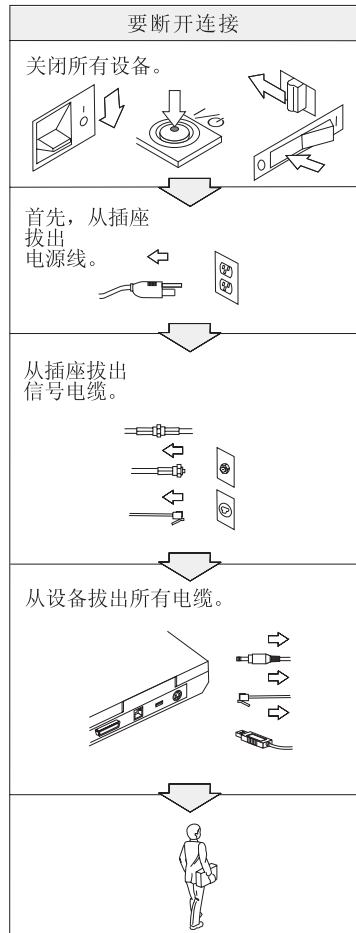 要断开连接
关闭所有设备。
首先，从插座
拔出
电源线。
从插座拔出
信号电缆。
从设备拔出所有电缆。